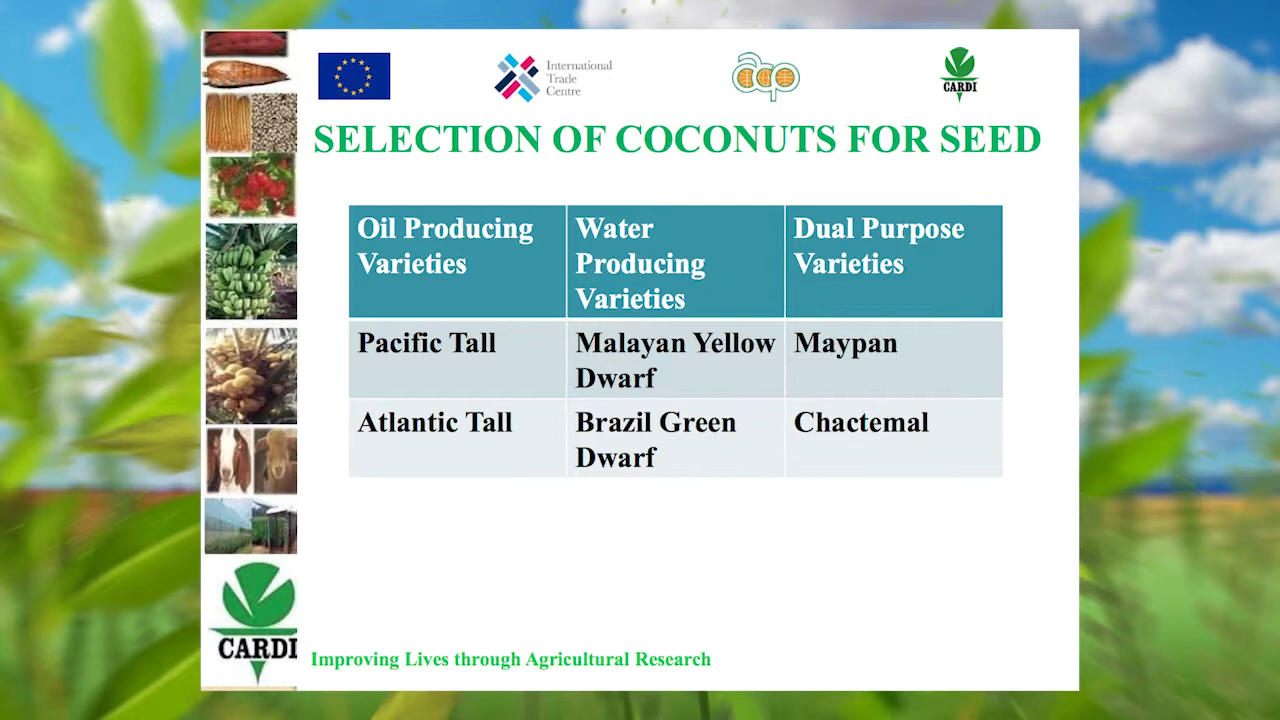 International
Trade
Centre
acp
CARDI
SELECTION OF COCONUTS FOR SEED
Oil Producing
Varieties
Water
Producing
Varieties
Dual Purpose
Varieties
Pacific Tall
Malayan Yellow
Dwarf
Maypan
Atlantic Tall
Brazil Green
Dwarf
Chactemal
CARDI
Improving Lives through Agricultural Research